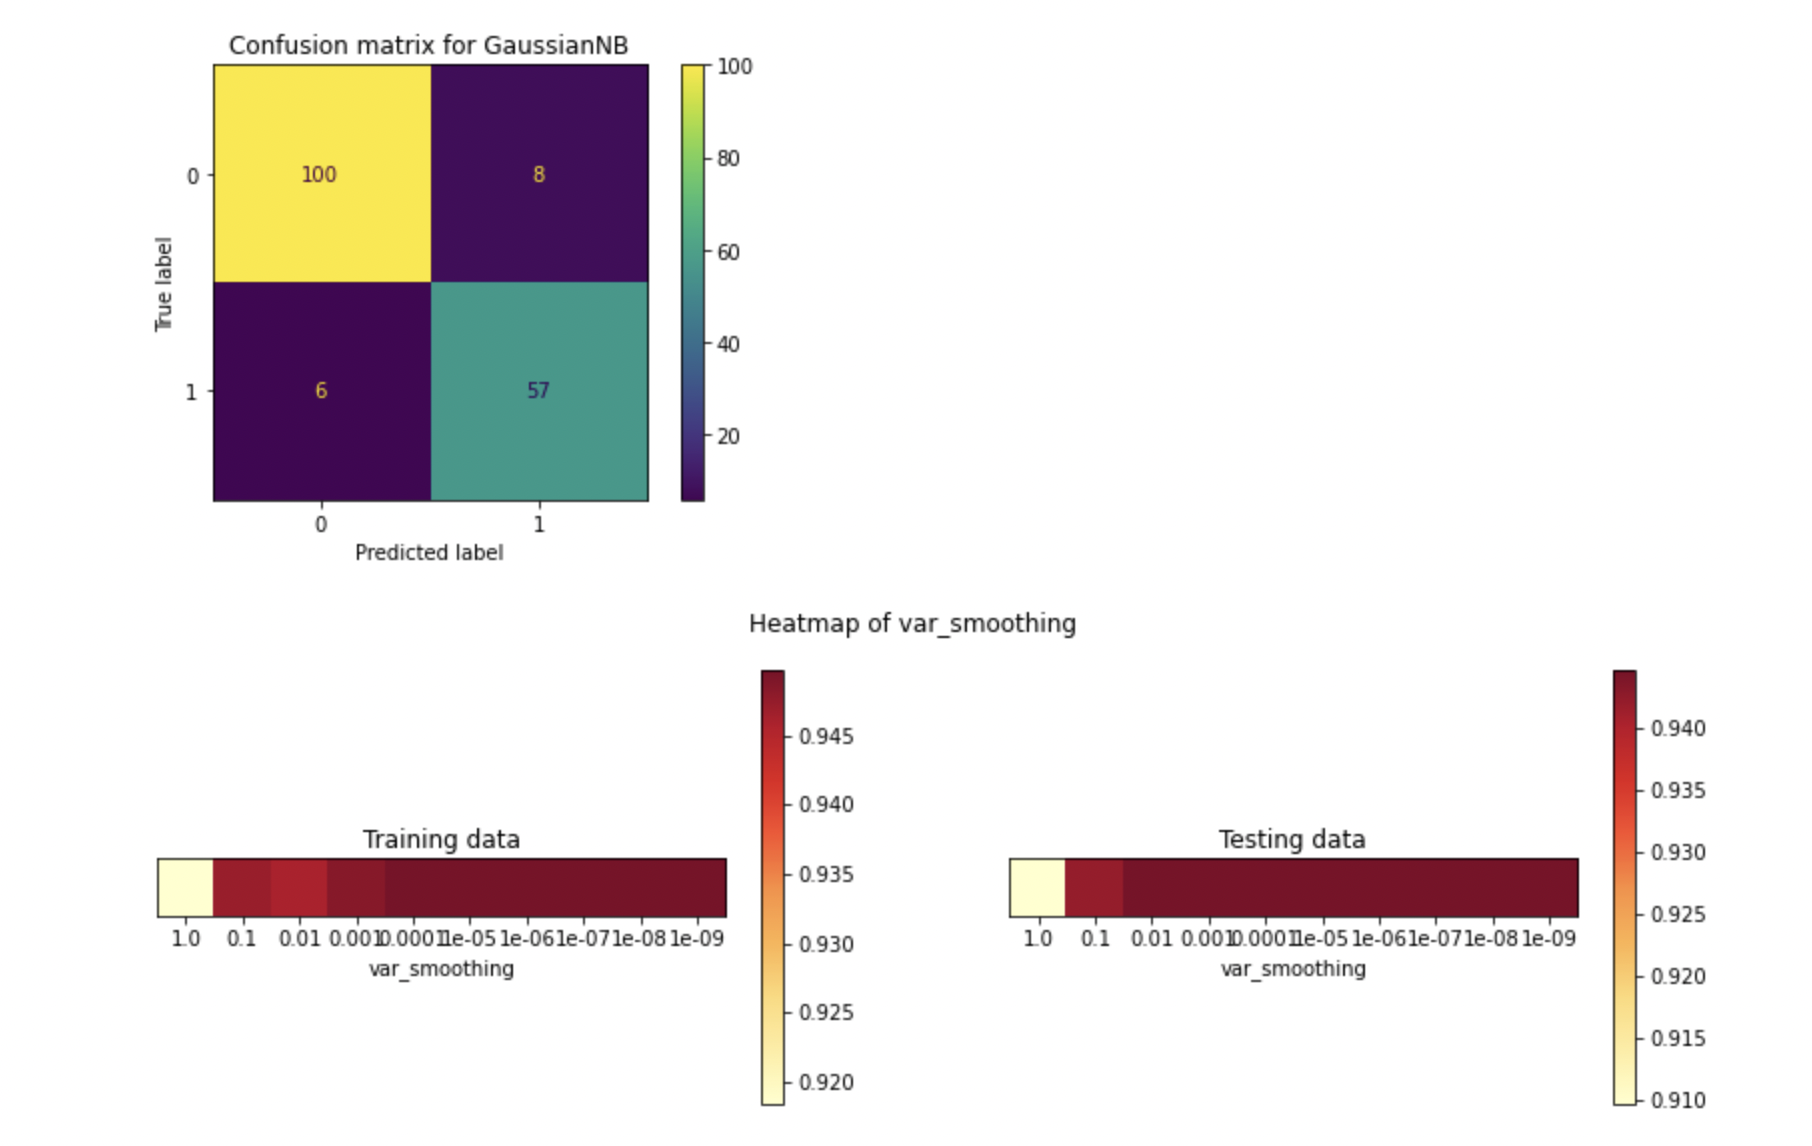 Confusion matrix for GaussianNB
100
80
60
40
20
True label
0
1
100
8
6
57
0 1
Predicted label
Heatmap of var_smoothing
Training data
1.0 0.1 0.01 0.001 0.0001 1e-05 1e-06 1e-07 1e-08 1e-09
var_smoothing
0.945
0.940
0.935
0.930
0.925
0.920
Testing data
1.0 0.1 0.01 0.001 0.0001 1e-05 1e-06 1e-07 1e-08 1e-09
var_smoothing
0.940
0.935
0.930
0.925
0.920
0.915
0.910